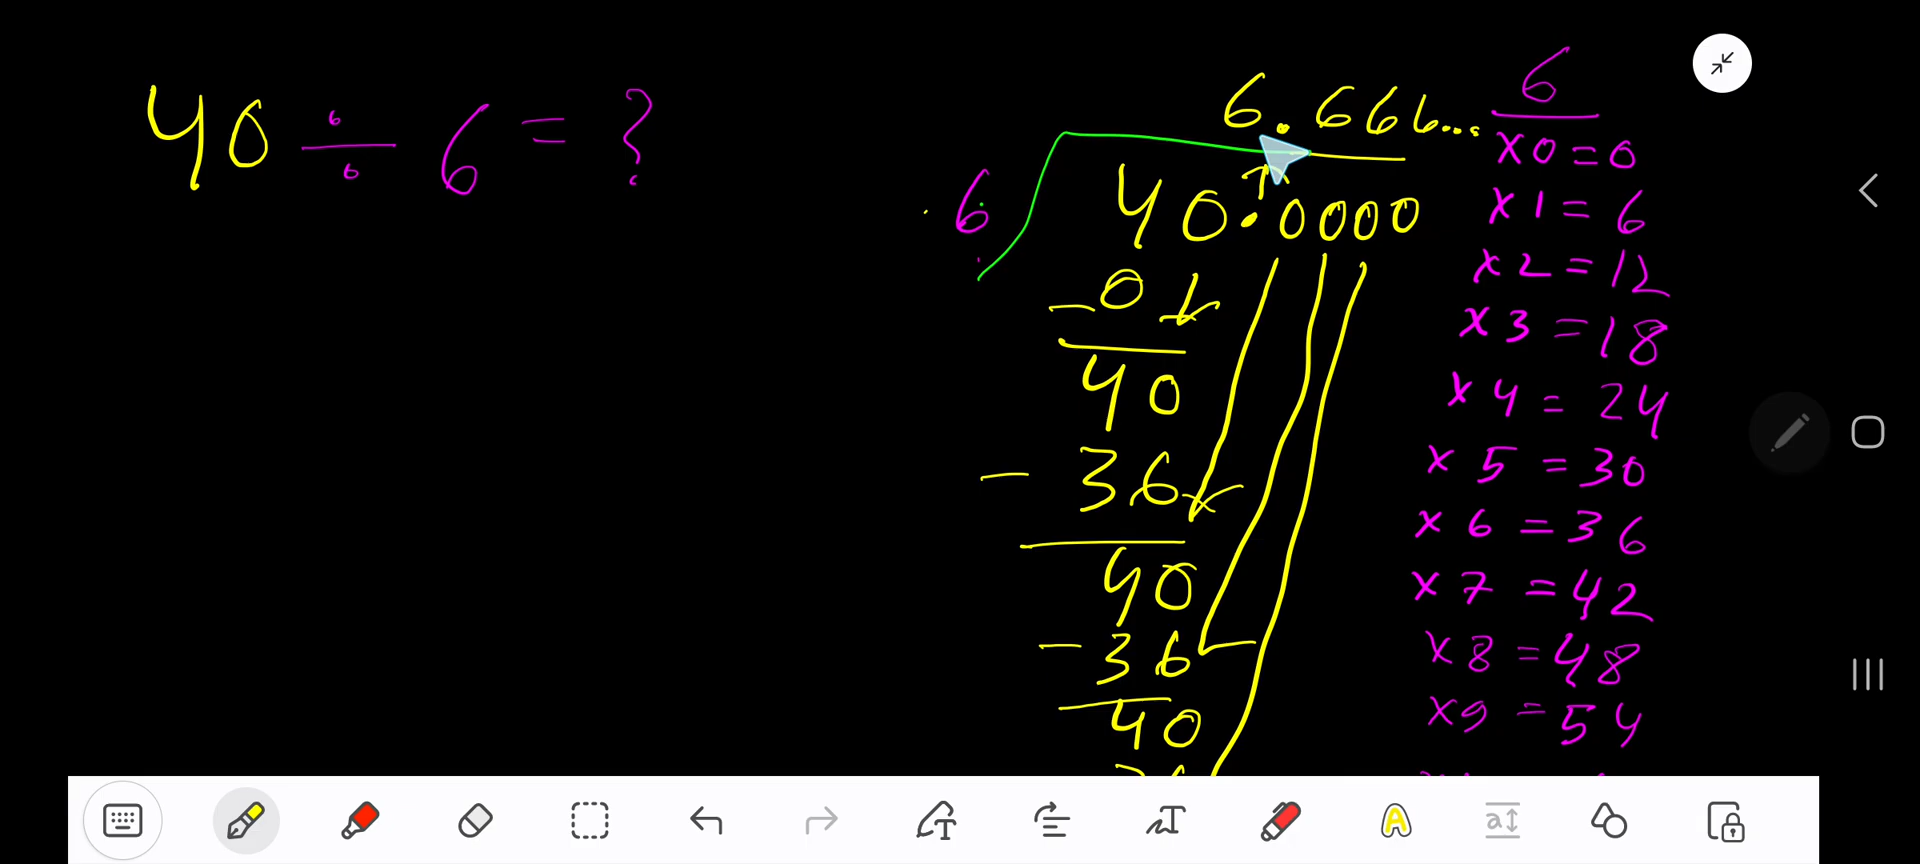 40 ÷ 6 = ?
6.666...
6
40.0000
- 0
40
- 36
40
- 36
40
6
x0=0
x1=6
x2=12
x3=18
x4=24
x5=30
x6=36
x7=42
x8=48
x9=54